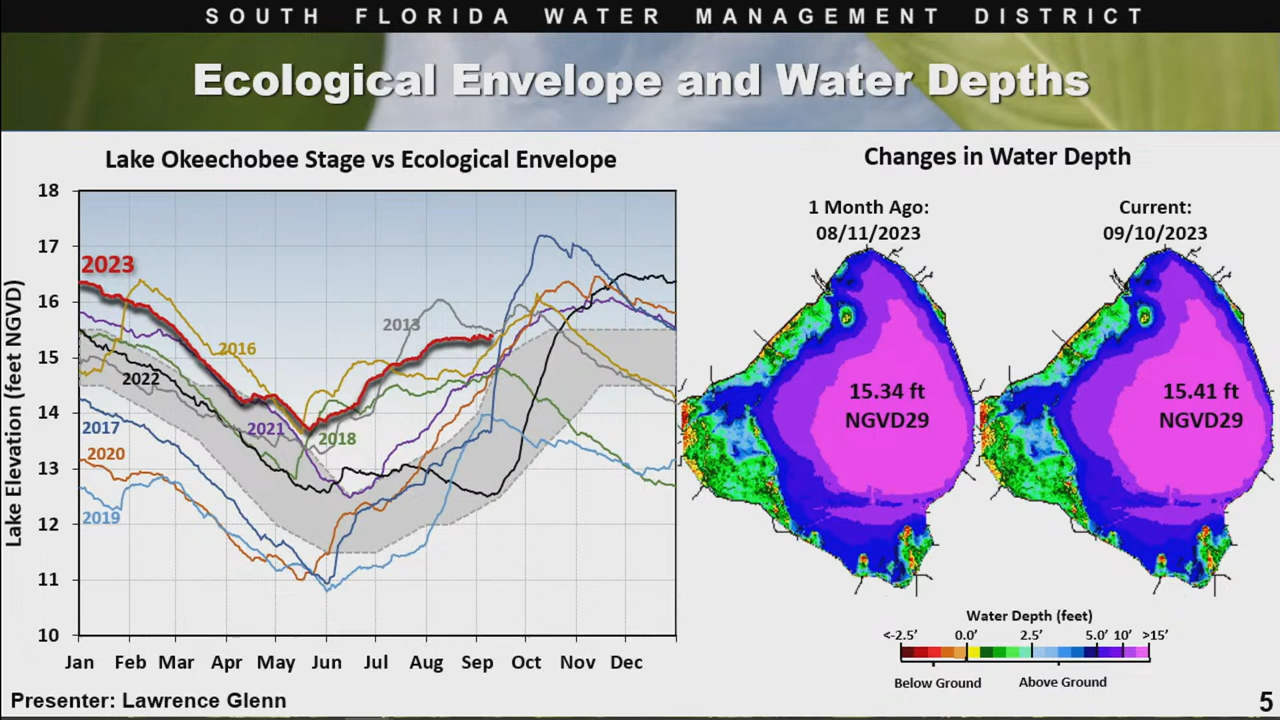 SOUTH FLORIDA WATER MANAGEMENT DISTRICT
Ecological Envelope and Water Depths
Lake Okeechobee Stage vs Ecological Envelope
Lake Elevation (feet NGVD)
18
17
16
15
14
13
12
11
10
2023
2016
2013
2022
2017
2021
2018
2020
2019
Jan Feb Mar Apr May Jun Jul Aug Sep Oct Nov Dec
Changes in Water Depth
1 Month Ago:
08/11/2023
Current:
09/10/2023
15.34 ft
NGVD29
15.41 ft
NGVD29
Water Depth (feet)
<-2.5' 0.0' 2.5' 5.0' 10' >15'
Below Ground Above Ground
Presenter: Lawrence Glenn
5